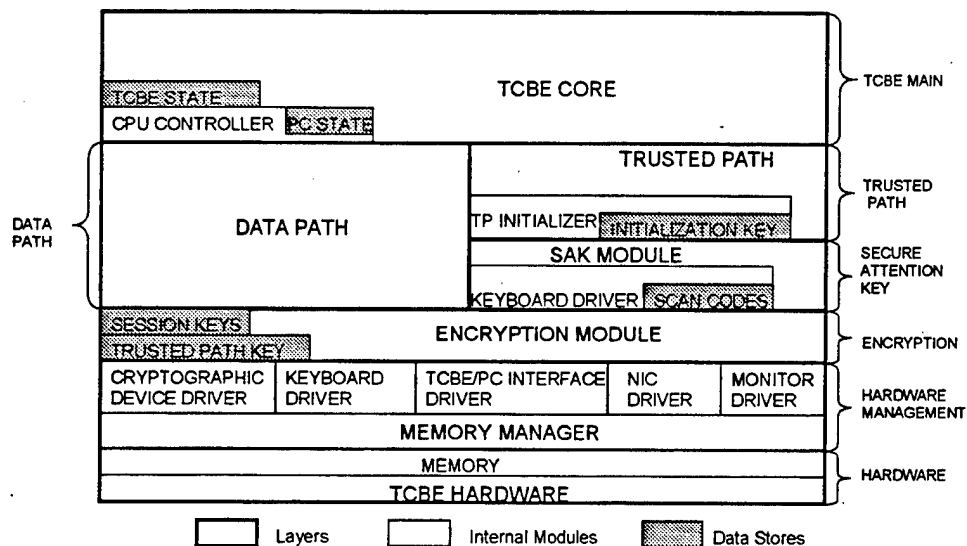 TCBE CORE
TCBE STATE
CPU CONTROLLER
PC STATE
TCBE MAIN
DATA PATH
DATA PATH
TRUSTED PATH
TP INITIALIZER
INITIALIZATION KEY
TRUSTED
PATH
SAK MODULE
KEYBOARD DRIVER
SCAN CODES
SECURE
ATTENTION
KEY
SESSION KEYS
TRUSTED PATH KEY
ENCRYPTION MODULE
ENCRYPTION
CRYPTOGRAPHIC
DEVICE DRIVER
KEYBOARD
DRIVER
TCBE/PC INTERFACE
DRIVER
NIC
DRIVER
MONITOR
DRIVER
MEMORY MANAGER
HARDWARE
MANAGEMENT
MEMORY
TCBE HARDWARE
HARDWARE
Layers
Internal Modules
Data Stores